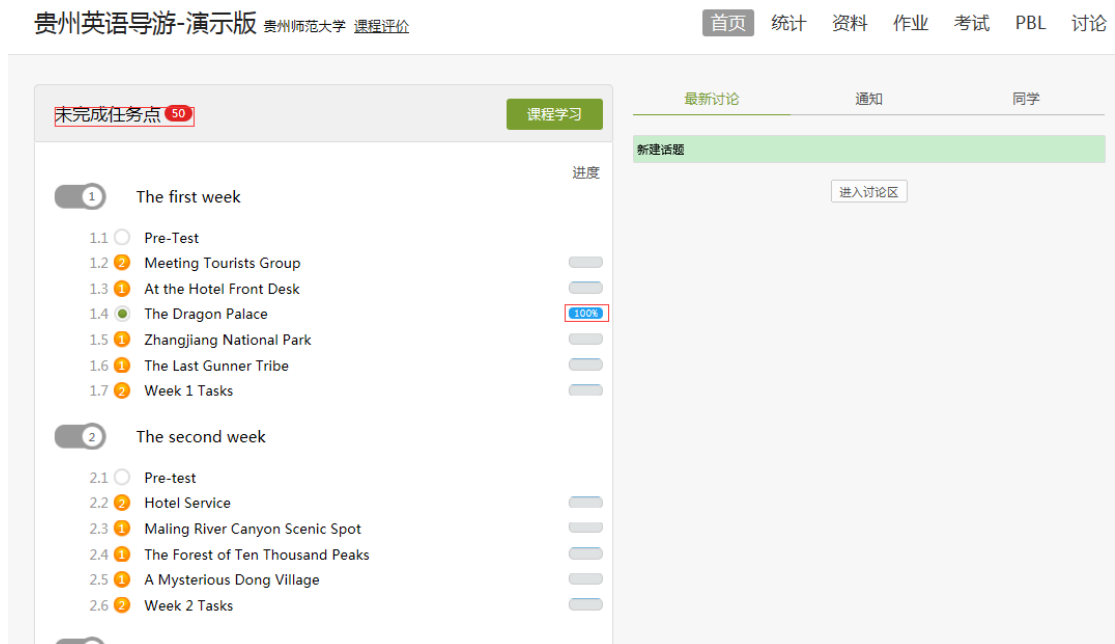 贵州英语导游-演示版 贵州师范大学 课程评价
首页 统计 资料 作业 考试 PBL 讨论
未完成任务点 50 课程学习
进度
1 The first week
1.1 Pre-Test
1.2 2 Meeting Tourists Group
1.3 1 At the Hotel Front Desk
1.4 The Dragon Palace 100%
1.5 1 Zhangjiang National Park
1.6 1 The Last Gunner Tribe
1.7 2 Week 1 Tasks
2 The second week
2.1 Pre-test
2.2 2 Hotel Service
2.3 1 Maling River Canyon Scenic Spot
2.4 1 The Forest of Ten Thousand Peaks
2.5 1 A Mysterious Dong Village
2.6 2 Week 2 Tasks
最新讨论 通知 同学
新建话题
进入讨论区